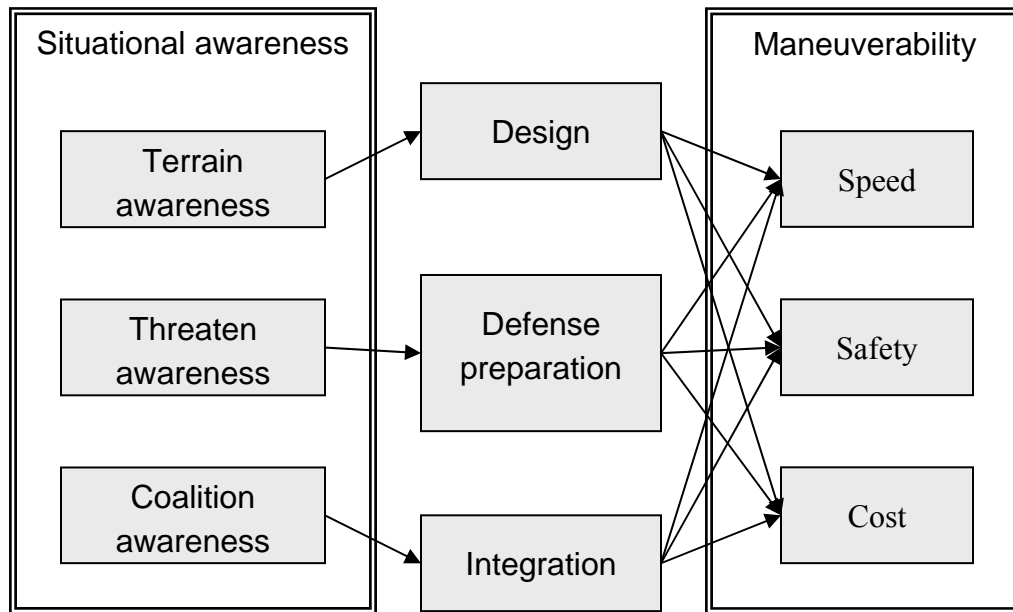 Situational awareness
Terrain
awareness
Threaten
awareness
Coalition
awareness
Design
Defense
preparation
Integration
Maneuverability
Speed
Safety
Cost